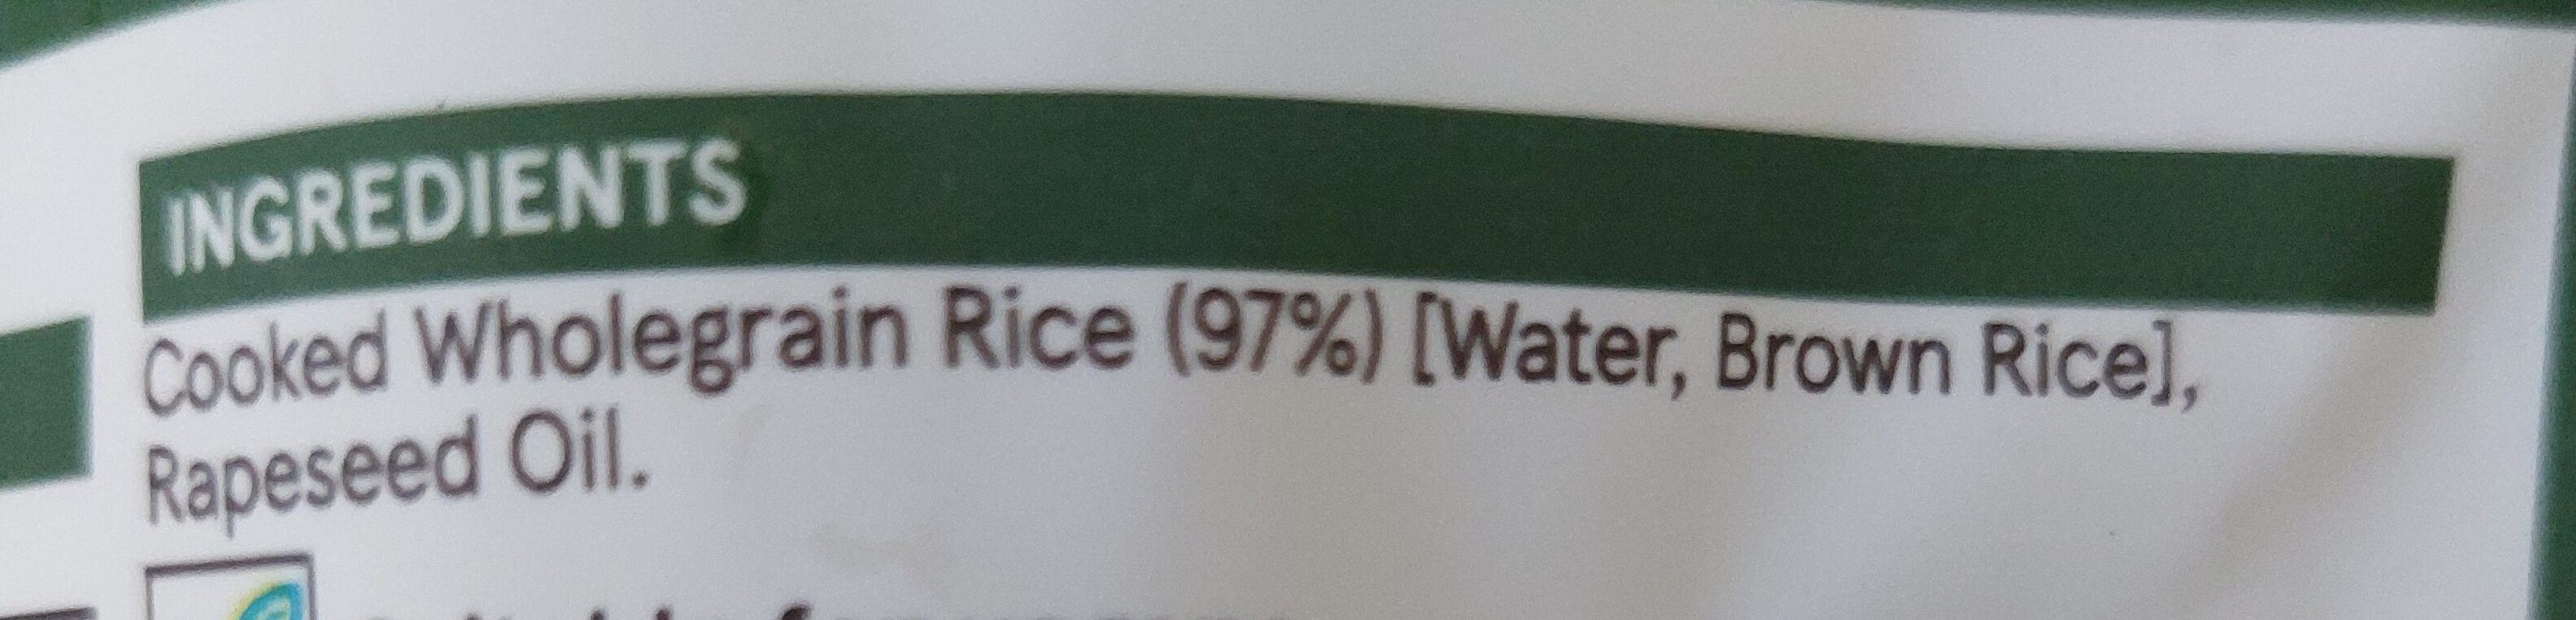 INGREDIENTS
Cooked Wholegrain Rice (97%) [Water, Brown Rice],
Rapeseed Oil.